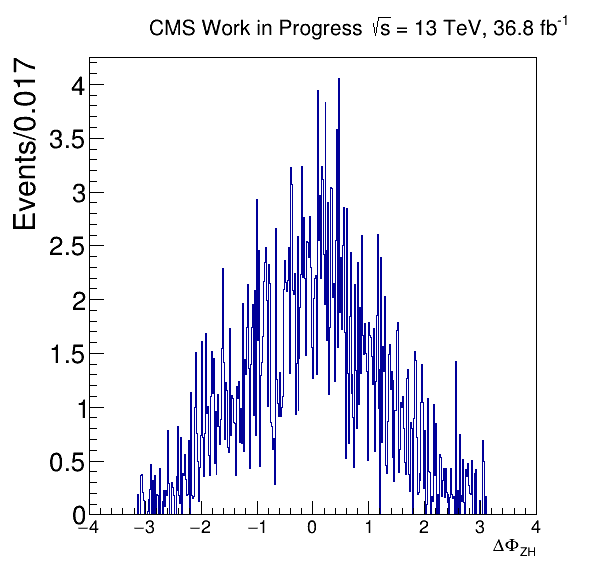 CMS Work in Progress √s = 13 TeV, 36.8 fb⁻¹
Events/0.017
4
3.5
3
2.5
2
1.5
1
0.5
0
−4 −3 −2 −1 0 1 2 3 4
ΔΦ_ZH